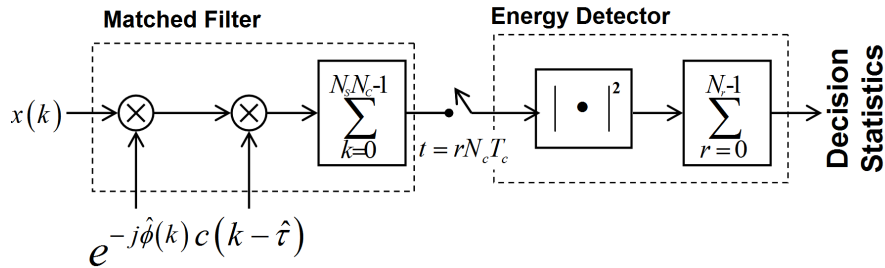 Matched Filter
Energy Detector
x(k)
×
×
N_sN_c-1
∑
k=0
t = rN_cT_c
| • |²
N_r-1
∑
r = 0
Decision
Statistics
e^{-jφ̂(k)} c(k - τ̂)